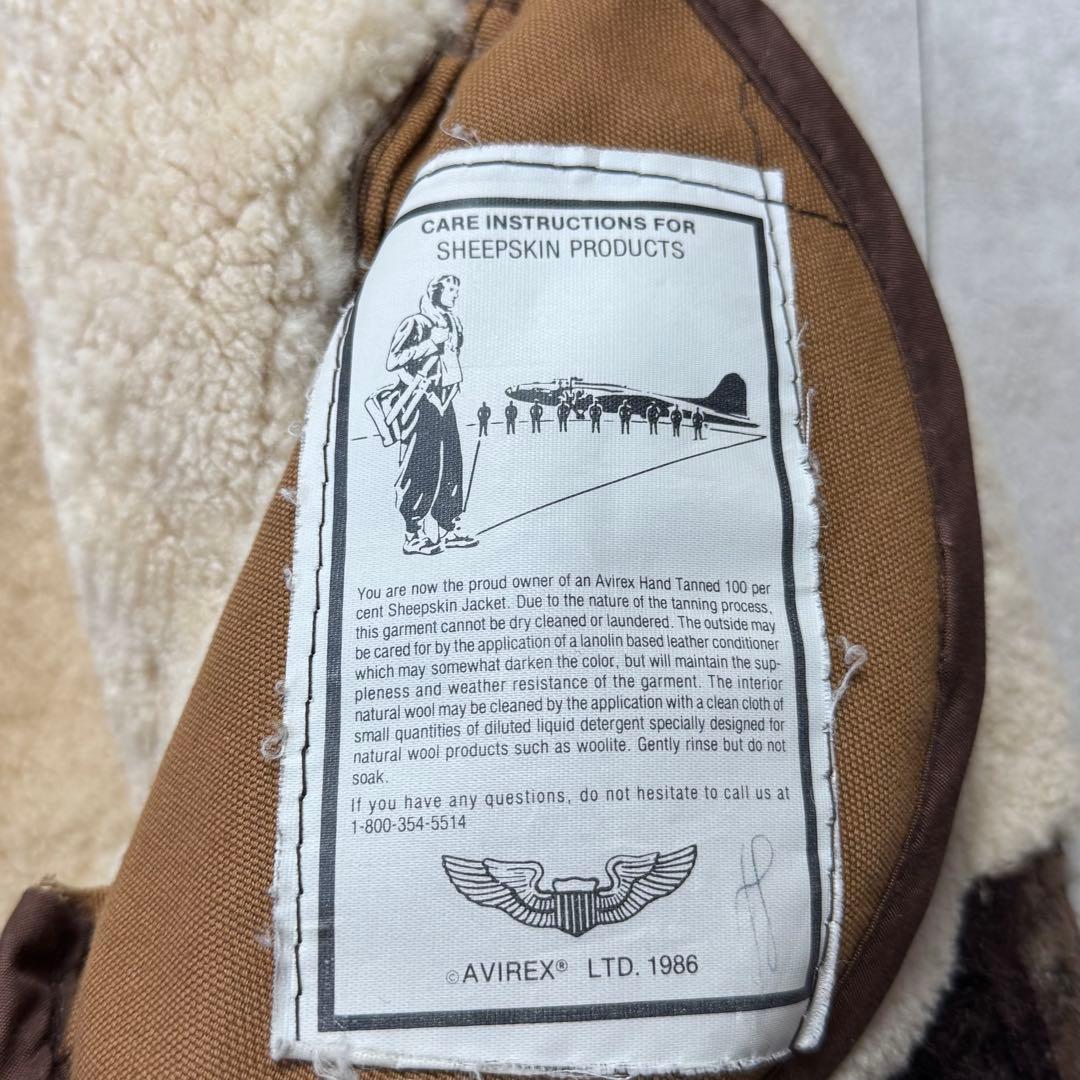 CARE INSTRUCTIONS FOR
SHEEPSKIN PRODUCTS
You are now the proud owner of an Avirex Hand Tanned 100 per
cent Sheepskin Jacket. Due to the nature of the tanning process,
this garment cannot be dry cleaned or laundered. The outside may
be cared for by the application of a lanolin based leather conditioner
which may somewhat darken the color, but will maintain the sup-
pleness and weather resistance of the garment. The interior
natural wool may be cleaned by the application with a clean cloth of
small quantities of diluted liquid detergent specially designed for
natural wool products such as woolite. Gently rinse but do not
soak.
If you have any questions, do not hesitate to call us at
1-800-354-5514
©AVIREX® LTD. 1986